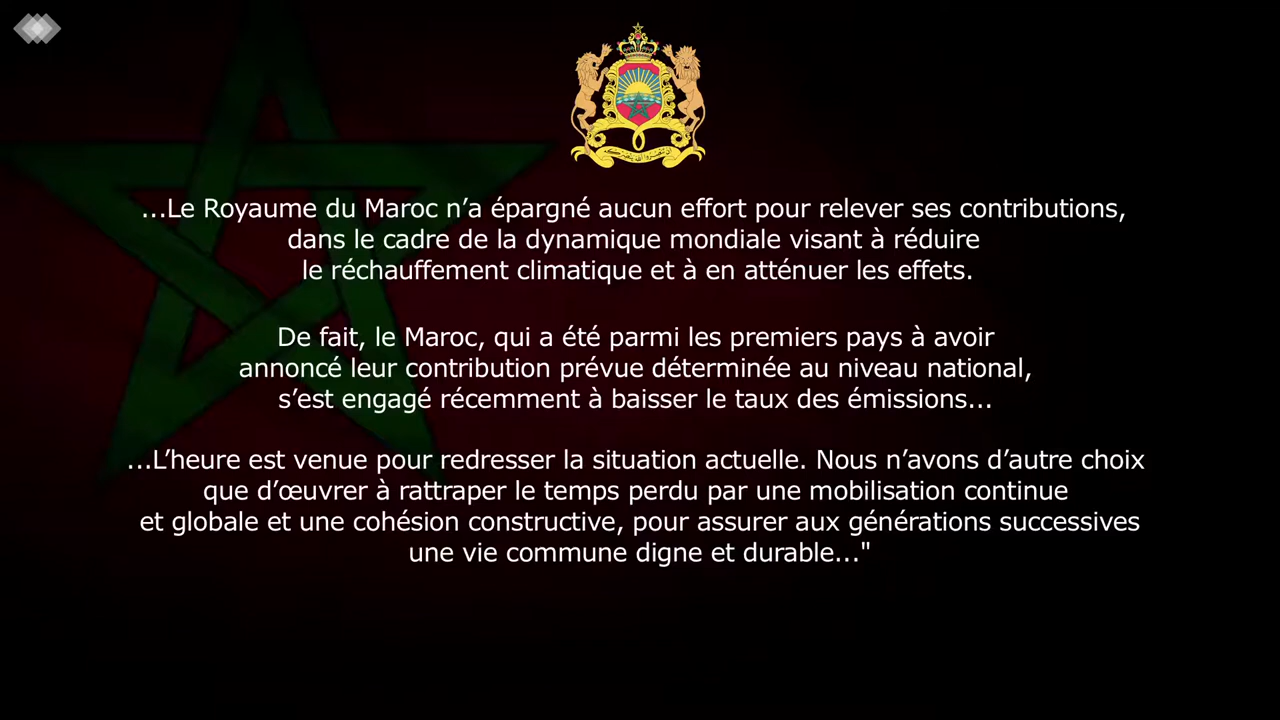 ...Le Royaume du Maroc n’a épargné aucun effort pour relever ses contributions,
dans le cadre de la dynamique mondiale visant à réduire
le réchauffement climatique et à en atténuer les effets.
De fait, le Maroc, qui a été parmi les premiers pays à avoir
annoncé leur contribution prévue déterminée au niveau national,
s’est engagé récemment à baisser le taux des émissions...
...L’heure est venue pour redresser la situation actuelle. Nous n’avons d’autre choix
que d’œuvrer à rattraper le temps perdu par une mobilisation continue
et globale et une cohésion constructive, pour assurer aux générations successives
une vie commune digne et durable..."